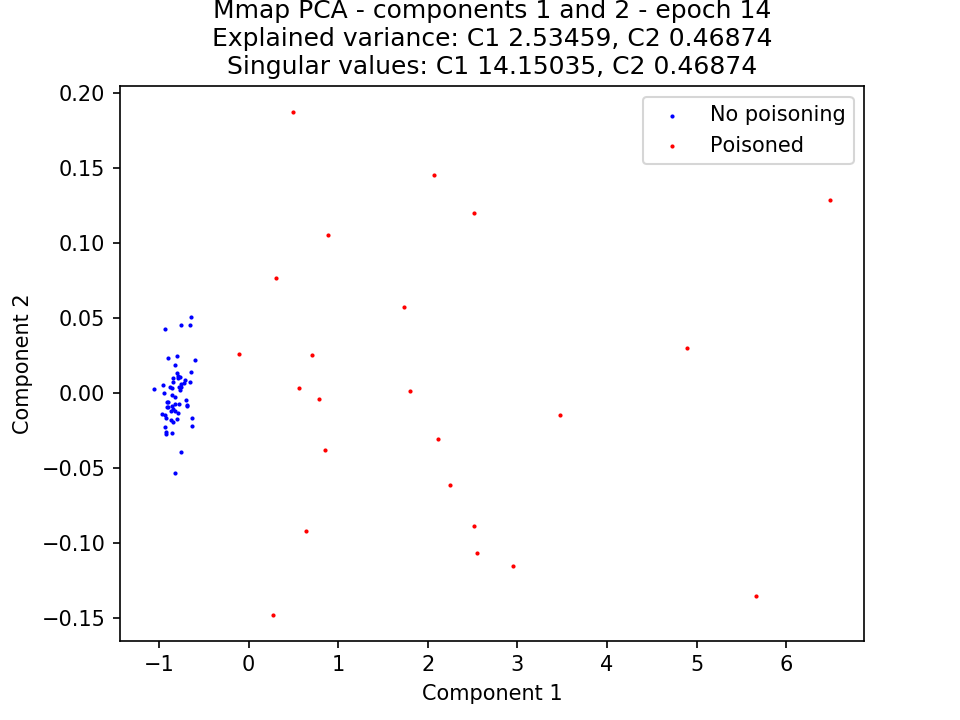 Mmap PCA - components 1 and 2 - epoch 14
Explained variance: C1 2.53459, C2 0.46874
Singular values: C1 14.15035, C2 0.46874
No poisoning
Poisoned
0.20
0.15
0.10
0.05
0.00
−0.05
−0.10
−0.15
Component 2
−1
0
1
2
3
4
5
6
Component 1